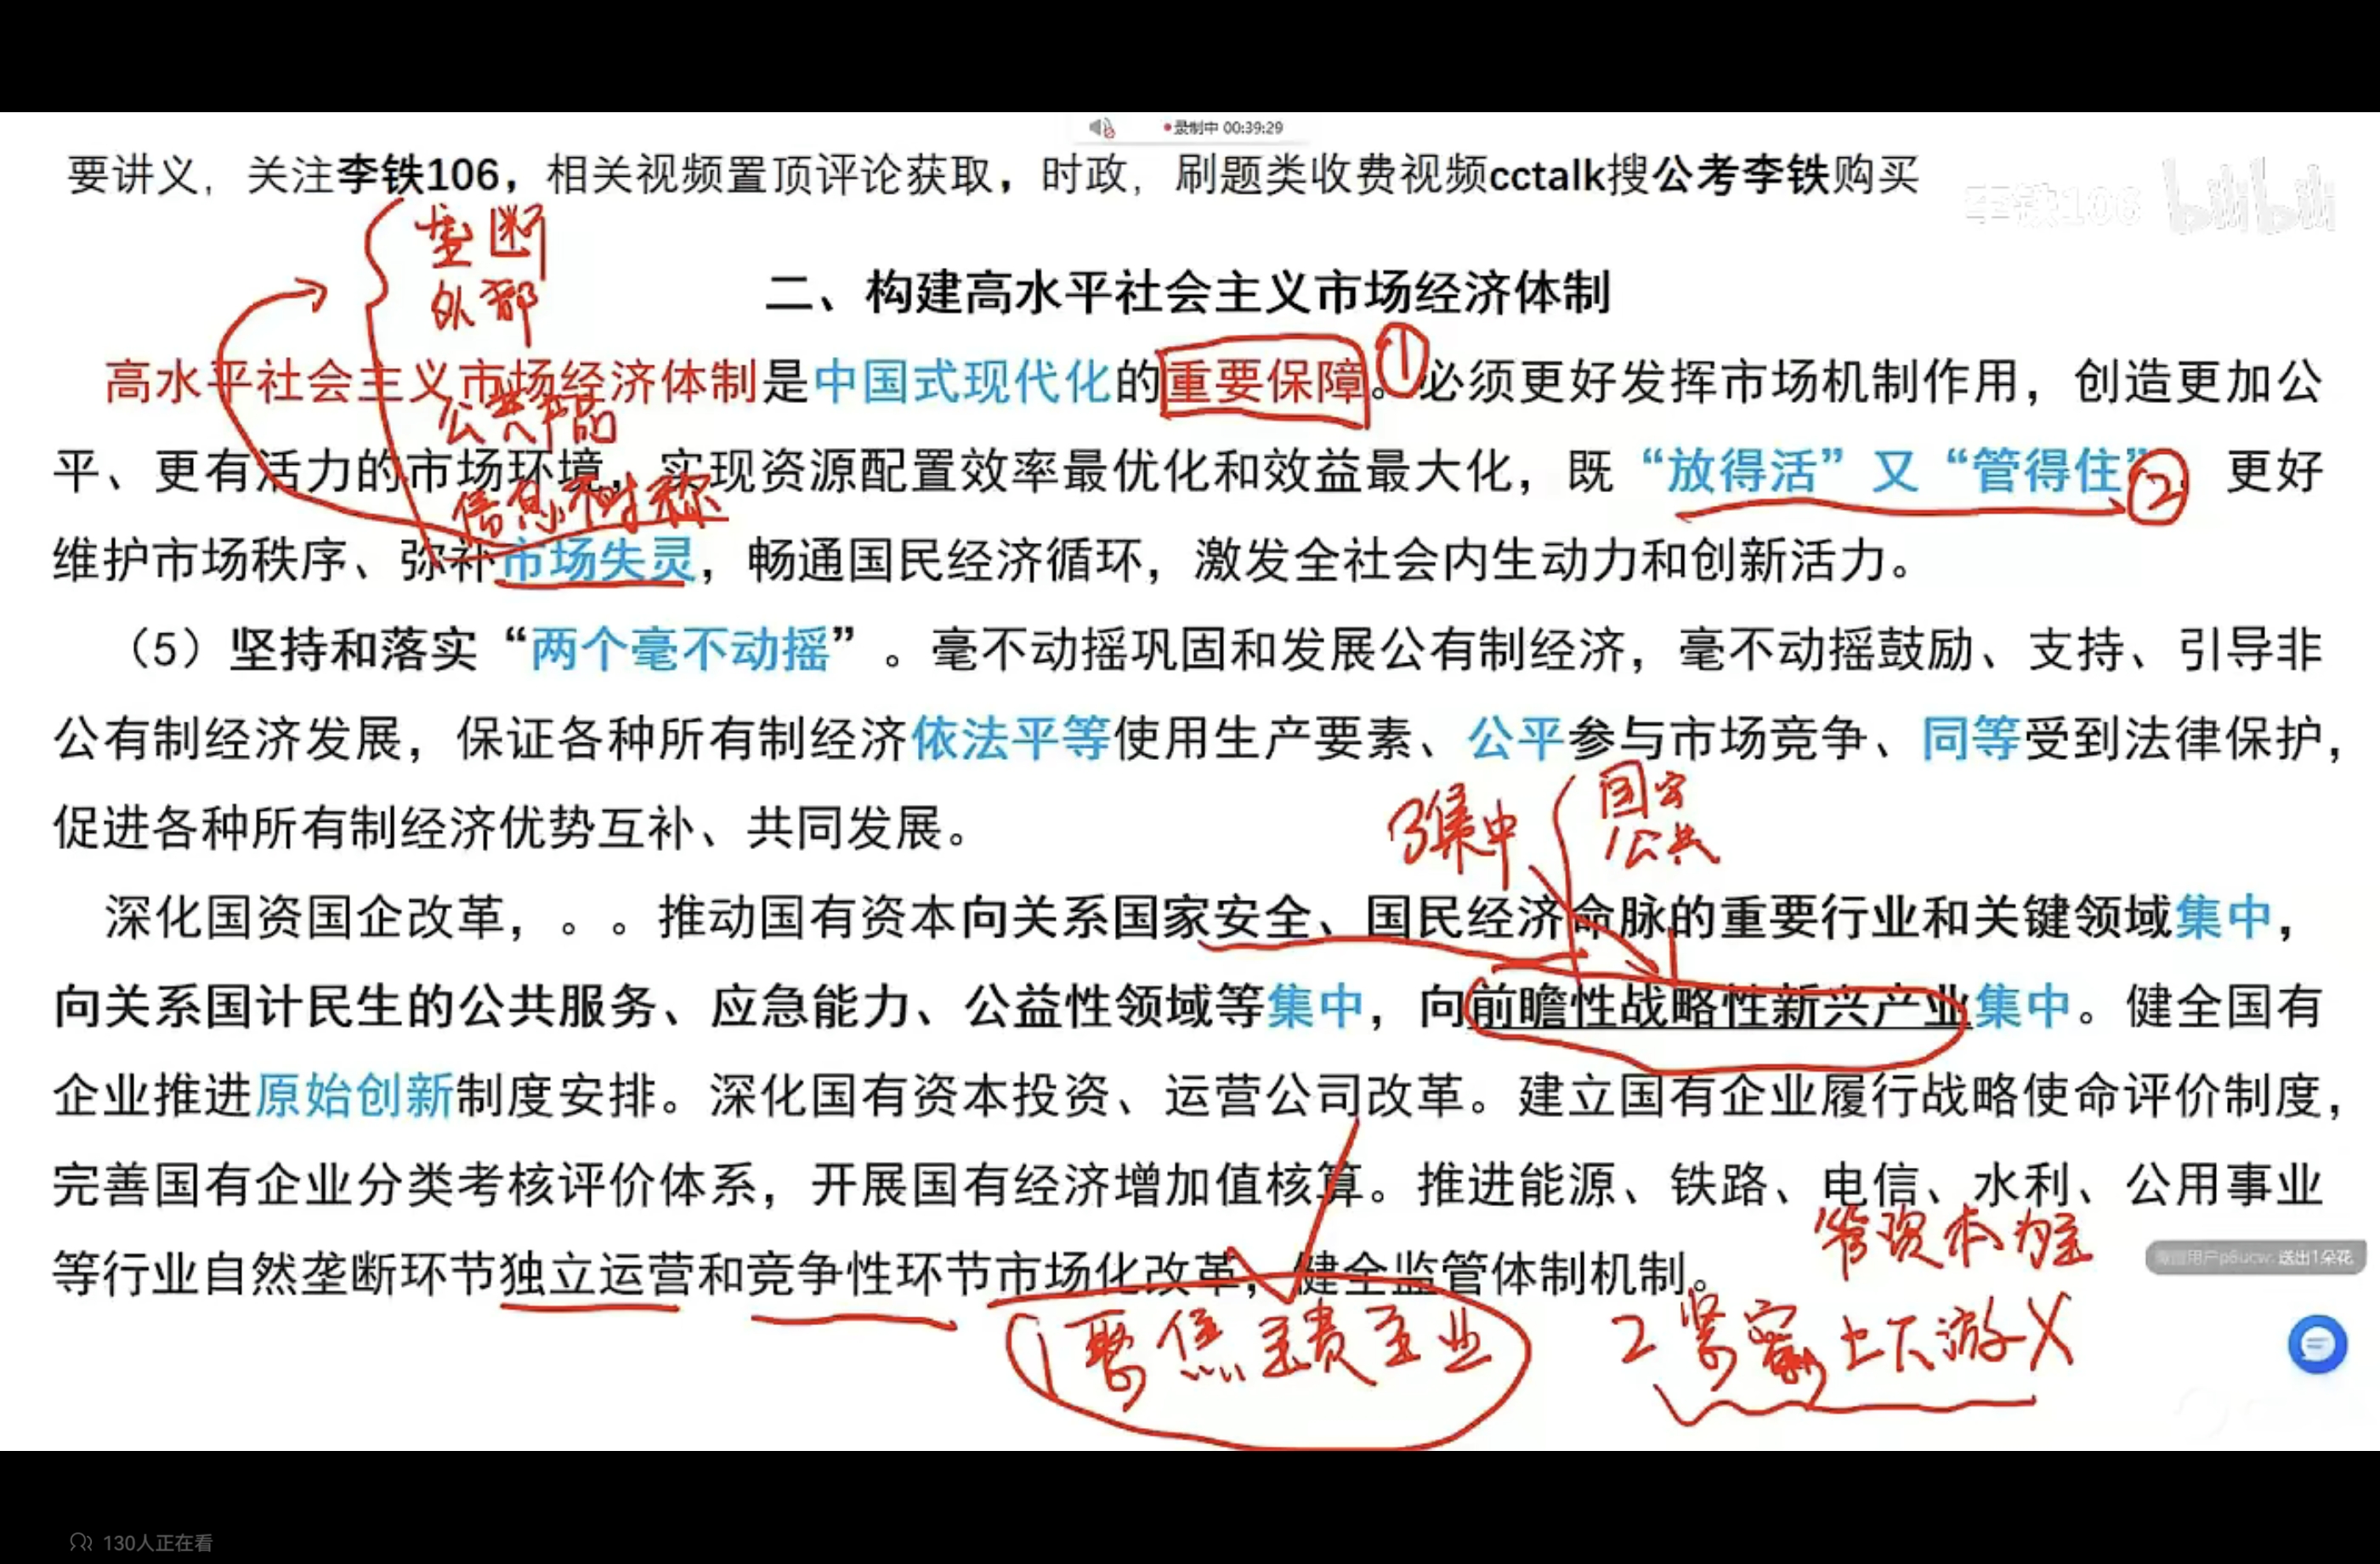 录制中 00:39:29
要讲义，关注李铁106，相关视频置顶评论获取，时政，刷题类收费视频cctalk搜公考李铁购买
李铁106 bilibili
垄断
外部
二、构建高水平社会主义市场经济体制
高水平社会主义市场经济体制是中国式现代化的重要保障。①必须更好发挥市场机制作用，创造更加公
公共产品
平、更有活力的市场环境，实现资源配置效率最优化和效益最大化，既“放得活”又“管得住”② 更好
信息不对称
维护市场秩序、弥补市场失灵，畅通国民经济循环，激发全社会内生动力和创新活力。
（5）坚持和落实“两个毫不动摇”。毫不动摇巩固和发展公有制经济，毫不动摇鼓励、支持、引导非
公有制经济发展，保证各种所有制经济依法平等使用生产要素、公平参与市场竞争、同等受到法律保护，
3集中
国安
公共
促进各种所有制经济优势互补、共同发展。
深化国资国企改革，。。推动国有资本向关系国家安全、国民经济命脉的重要行业和关键领域集中，
向关系国计民生的公共服务、应急能力、公益性领域等集中，向前瞻性战略性新兴产业集中。健全国有
企业推进原始创新制度安排。深化国有资本投资、运营公司改革。建立国有企业履行战略使命评价制度，
完善国有企业分类考核评价体系，开展国有经济增加值核算。推进能源、铁路、电信、水利、公用事业
管资本为主
等行业自然垄断环节独立运营和竞争性环节市场化改革，健全监管体制机制。
送出1朵花
1聚焦主责主业
2紧密上下游X
130人正在看